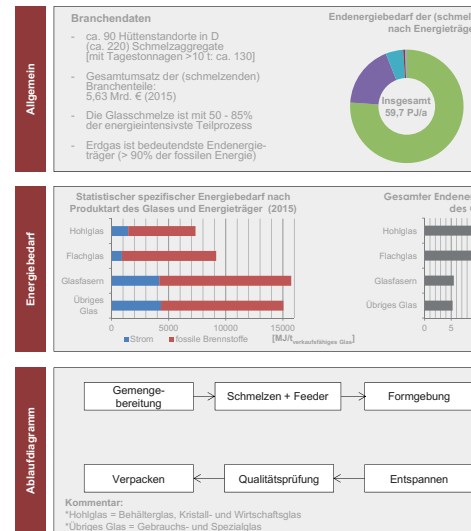 Allgemein
Branchendaten
- ca. 90 Hüttenstandorte in D
(ca. 220) Schmelzaggregate
[mit Tagestonnagen >10 t: ca. 130]
- Gesamtumsatz der (schmelzenden)
Branchenteile:
5,63 Mrd. € (2015)
- Die Glasschmelze ist mit 50 - 85%
der energieintensivste Teilprozess
- Erdgas ist bedeutendste Endenergie-
träger (> 90% der fossilen Energie)
Endenergiebedarf der (schmel
nach Energieträge
Insgesamt
59,7 PJ/a
Energiebedarf
Statistischer spezifischer Energiebedarf nach
Produktart des Glases und Energieträger (2015)
Hohlglas
Flachglas
Glasfasern
Übriges
Glas
0 5000 10000 15000
Strom fossile Brennstoffe [MJ/t verkaufsfähiges Glas]
Gesamter Endener
des G
Hohlglas
Flachglas
Glasfasern
Übriges Glas
0 5
Ablaufdiagramm
Gemenge-
bereitung
Schmelzen + Feeder
Formgebung
Verpacken
Qualitätsprüfung
Entspannen
Kommentar:
*Hohlglas = Behälterglas, Kristall- und Wirtschaftsglas
*Übriges Glas = Gebrauchs- und Spezialglas